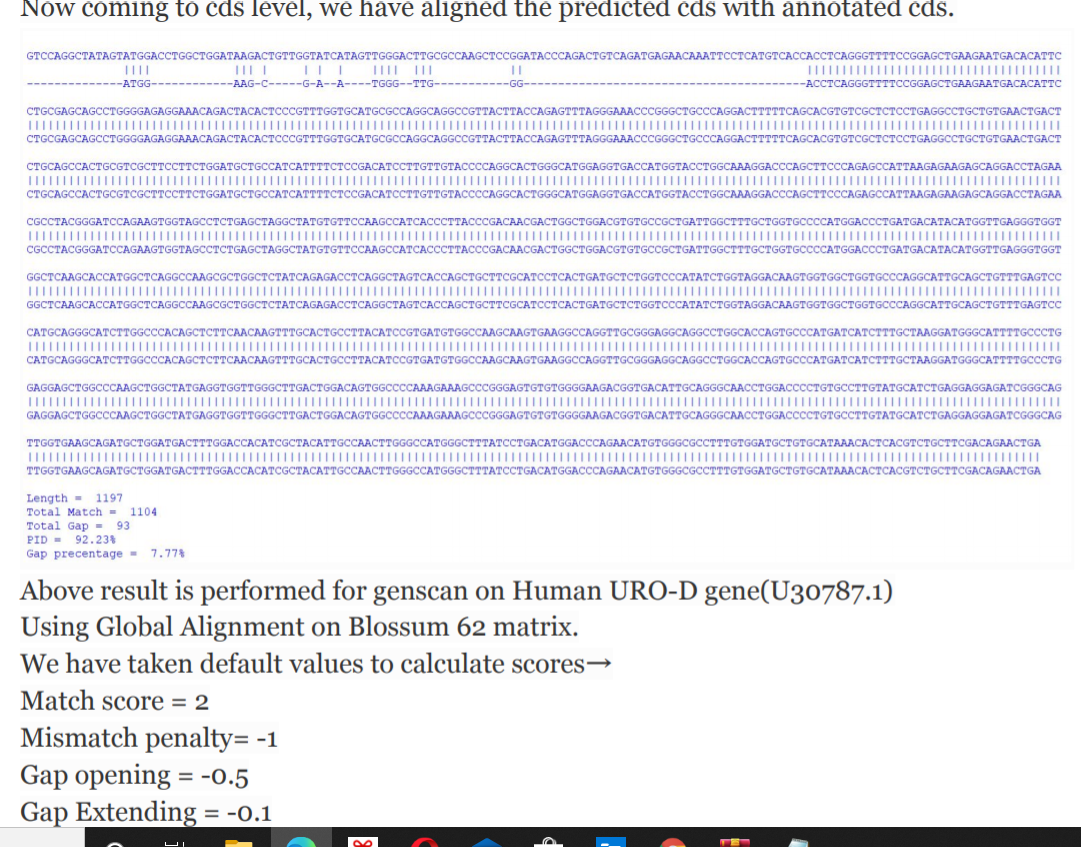 Now coming to cds level, we have aligned the predicted cds with annotated cds.
GTCCAGGCTATAGTATGGACCTGGCTGGATAAGACTGTTGGTATCATAGTTGGGACTTGCGCCAAGCTCCGGATACCCAGACTGTCAGATGAGAACAAATTCCTCATGTCACCACCTCAGGGTTTTCCGGAGCTGAAGAATGACACATTC
|||| ||| | | | | |||| ||| || ||||||||||||||||||||||||||||||||||||
--------------ATGG------------AAG-C-----G-A--A----TGGG--TTG-----------GG-----------------------------------------ACCTCAGGGTTTTCCGGAGCTGAAGAATGACACATTC
CTGCGAGCAGCCTGGGGAGAGGAAACAGACTACACTCCCGTTTGGTGCATGCGCCAGGCAGGCCGTTACTTACCAGAGTTTAGGGAAACCCGGGCTGCCCAGGACTTTTTCAGCACGTGTCGCTCTCCTGAGGCCTGCTGTGAACTGACT
CTGCGAGCAGCCTGGGGAGAGGAAACAGACTACACTCCCGTTTGGTGCATGCGCCAGGCAGGCCGTTACTTACCAGAGTTTAGGGAAACCCGGGCTGCCCAGGACTTTTTCAGCACGTGTCGCTCTCCTGAGGCCTGCTGTGAACTGACT
CTGCAGCCACTGCGTCGCTTCCTTCTGGATGCTGCCATCATTTTCTCCGACATCCTTGTTGTACCCCAGGCACTGGGCATGGAGGTGACCATGGTACCTGGCAAAGGACCCAGCTTCCCAGAGCCATTAAGAGAAGAGCAGGACCTAGAA
CTGCAGCCACTGCGTCGCTTCCTTCTGGATGCTGCCATCATTTTCTCCGACATCCTTGTTGTACCCCAGGCACTGGGCATGGAGGTGACCATGGTACCTGGCAAAGGACCCAGCTTCCCAGAGCCATTAAGAGAAGAGCAGGACCTAGAA
CGCCTACGGGATCCAGAAGTGGTAGCCTCTGAGCTAGGCTATGTGTTCCAAGCCATCACCCTTACCCGACAACGACTGGCTGGACGTGTGCCGCTGATTGGCTTTGCTGGTGCCCCATGGACCCTGATGACATACATGGTTGAGGGTGGT
CGCCTACGGGATCCAGAAGTGGTAGCCTCTGAGCTAGGCTATGTGTTCCAAGCCATCACCCTTACCCGACAACGACTGGCTGGACGTGTGCCGCTGATTGGCTTTGCTGGTGCCCCATGGACCCTGATGACATACATGGTTGAGGGTGGT
GGCTCAAGCACCATGGCTCAGGCCAAGCGCTGGCTCTATCAGAGACCTCAGGCTAGTCACCAGCTGCTTCGCATCCTCACTGATGCTCTGGTCCCATATCTGGTAGGACAAGTGGTGGCTGGTGCCCAGGCATTGCAGCTGTTTGAGTCC
GGCTCAAGCACCATGGCTCAGGCCAAGCGCTGGCTCTATCAGAGACCTCAGGCTAGTCACCAGCTGCTTCGCATCCTCACTGATGCTCTGGTCCCATATCTGGTAGGACAAGTGGTGGCTGGTGCCCAGGCATTGCAGCTGTTTGAGTCC
CATGCAGGGCATCTTGGCCCACAGCTCTTCAACAAGTTTGCACTGCCTTACATCCGTGATGTGGCCAAGCAAGTGAAGGCCAGGTTGCGGGAGGCAGGCCTGGCACCAGTGCCCATGATCATCTTTGCTAAGGATGGGCATTTTGCCCTG
CATGCAGGGCATCTTGGCCCACAGCTCTTCAACAAGTTTGCACTGCCTTACATCCGTGATGTGGCCAAGCAAGTGAAGGCCAGGTTGCGGGAGGCAGGCCTGGCACCAGTGCCCATGATCATCTTTGCTAAGGATGGGCATTTTGCCCTG
GAGGAGCTGGCCCAAGCTGGCTATGAGGTGGTTGGGCTTGACTGGACAGTGGCCCCAAAGAAAGCCCGGGAGTGTGTGGGGAAGACGGTGACATTGCAGGGCAACCTGGACCCCTGTGCCTTGTATGCATCTGAGGAGGAGATCGGGCAG
GAGGAGCTGGCCCAAGCTGGCTATGAGGTGGTTGGGCTTGACTGGACAGTGGCCCCAAAGAAAGCCCGGGAGTGTGTGGGGAAGACGGTGACATTGCAGGGCAACCTGGACCCCTGTGCCTTGTATGCATCTGAGGAGGAGATCGGGCAG
TTGGTGAAGCAGATGCTGGATGACTTTGGACCACATCGCTACATTGCCAACTTGGGCCATGGGCTTTATCCTGACATGGACCCAGAACATGTGGGCGCCTTTGTGGATGCTGTGCATAAACACTCACGTCTGCTTCGACAGAACTGA
TTGGTGAAGCAGATGCTGGATGACTTTGGACCACATCGCTACATTGCCAACTTGGGCCATGGGCTTTATCCTGACATGGACCCAGAACATGTGGGCGCCTTTGTGGATGCTGTGCATAAACACTCACGTCTGCTTCGACAGAACTGA
Length = 1197
Total Match = 1104
Total Gap = 93
PID = 92.23%
Gap precentage = 7.77%
Above result is performed for genscan on Human URO-D gene(U30787.1)
Using Global Alignment on Blossum 62 matrix.
We have taken default values to calculate scores→
Match score = 2
Mismatch penalty= -1
Gap opening = -0.5
Gap Extending = -0.1